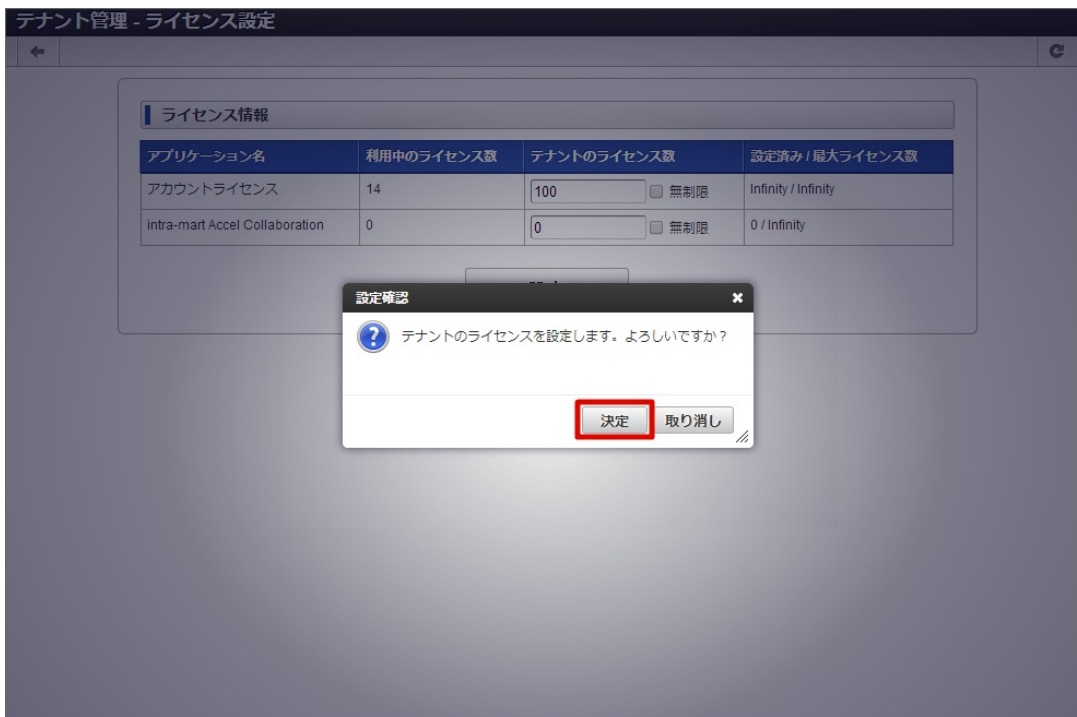 テナント管理 - ライセンス設定
ライセンス情報
アプリケーション名 利用中のライセンス数 テナントのライセンス数 設定済み / 最大ライセンス数
アカウントライセンス 14 100 無制限 Infinity / Infinity
intra-mart Accel Collaboration 0 0 無制限 0 / Infinity
設定確認
テナントのライセンスを設定します。よろしいですか？
決定 取り消し